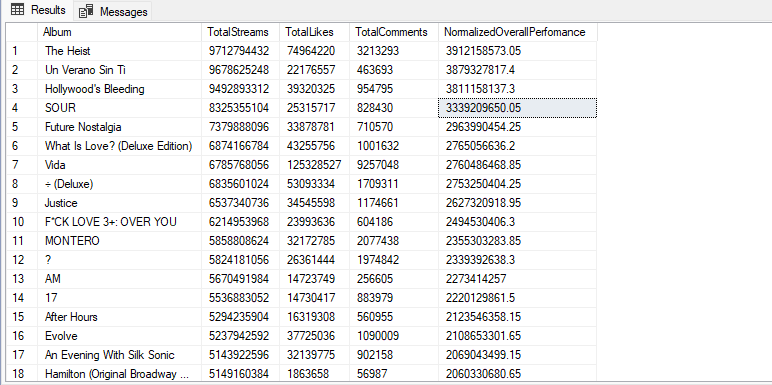 Results Messages
Album TotalStreams TotalLikes TotalComments NormalizedOverallPerfomance
1 The Heist 9712794432 74964220 3213293 3912158573.05
2 Un Verano Sin Ti 9678625248 22176557 463693 3879327817.4
3 Hollywood's Bleeding 9492893312 39320325 954795 3811158137.3
4 SOUR 8325355104 25315717 828430 3339209650.05
5 Future Nostalgia 7379888096 33878781 710570 2963990454.25
6 What Is Love? (Deluxe Edition) 6874166784 43255756 1001632 2765056636.2
7 Vida 6785768056 125328527 9257048 2760486468.85
8 ÷ (Deluxe) 6835601024 53093334 1709311 2753250404.25
9 Justice 6537340736 34545598 1174661 2627320918.95
10 F*CK LOVE 3+: OVER YOU 6214953968 23993636 604186 2494530406.3
11 MONTERO 5858808624 32172785 2077438 2355303283.85
12 ? 5824181056 26361444 1974842 2339392638.3
13 AM 5670491984 14723749 256605 2273414257
14 17 5536883052 14730417 883979 2220129861.5
15 After Hours 5294235904 16319308 560955 2123546358.15
16 Evolve 5237942592 37725036 1090009 2108653301.65
17 An Evening With Silk Sonic 5143922596 32139775 902158 2069043499.15
18 Hamilton (Original Broadway ... 5149160384 1863658 56987 2060330680.65